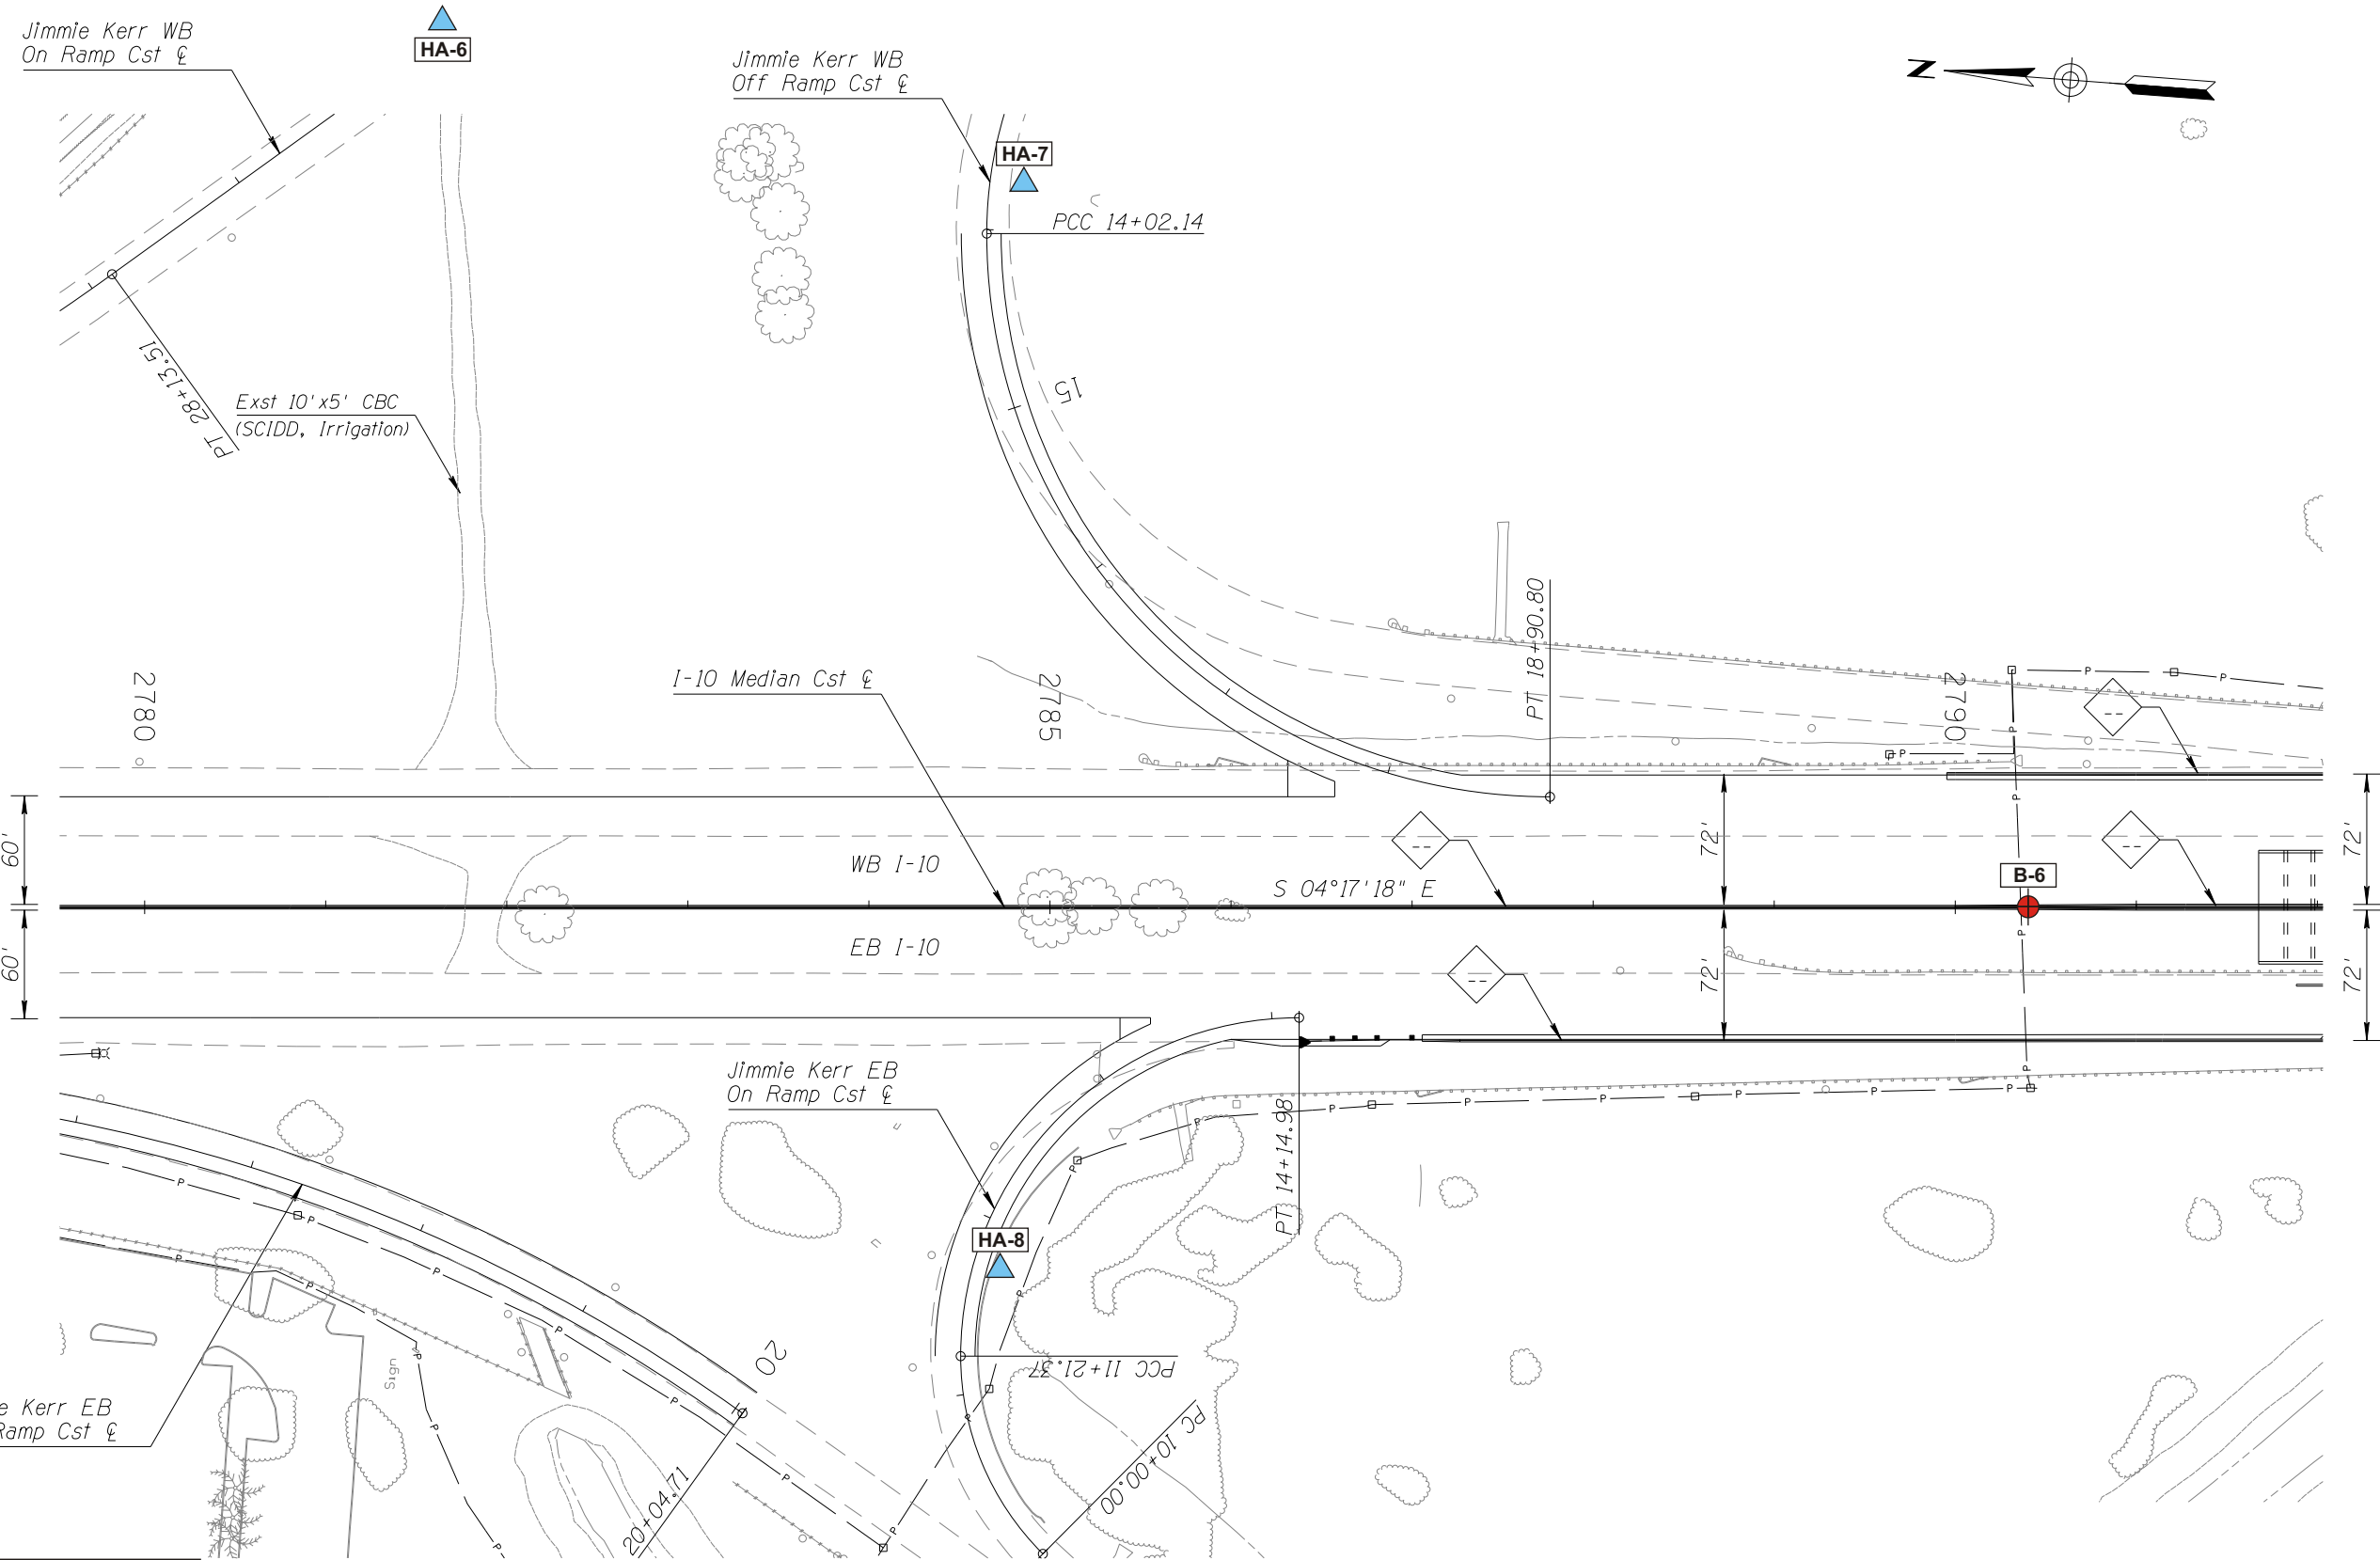 Jimmie Kerr WB
On Ramp Cst ℄
HA-6
Jimmie Kerr WB
Off Ramp Cst ℄
N
HA-7
PCC 14+02.14
PT 28+13.51
Exst 10'x5' CBC
(SCIDD, Irrigation)
15
PT 18+90.80
2780
I-10 Median Cst ℄
2785
2790
P
P
P
P
P
--
--
--
--
60'
WB I-10
72'
72'
S 04°17'18" E
B-6
EB I-10
60'
72'
72'
P
P
Jimmie Kerr EB
On Ramp Cst ℄
PT 14+14.98
P
P
P
P
P
P
P
P
P
P
P
P
P
HA-8
P
P
P
20
Sign
PCC 11+21.37
PC 10+00.00
e Kerr EB
Ramp Cst ℄
20+04.71
P
P
P
P
P
P
P